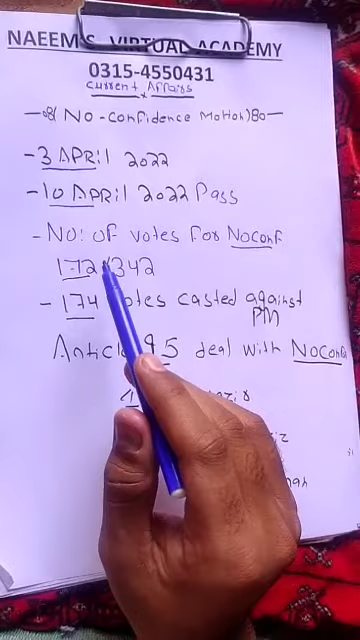 NAEEM'S VIRTUAL ACADEMY
0315-4550431
Current Affairs
No-confidence Motion
- 3 APRil 2022
- 10 April 2022 Pass
- No: of votes for Noconf
172/342
- 174 votes casted against
PM
Article 95 deal with Noconf